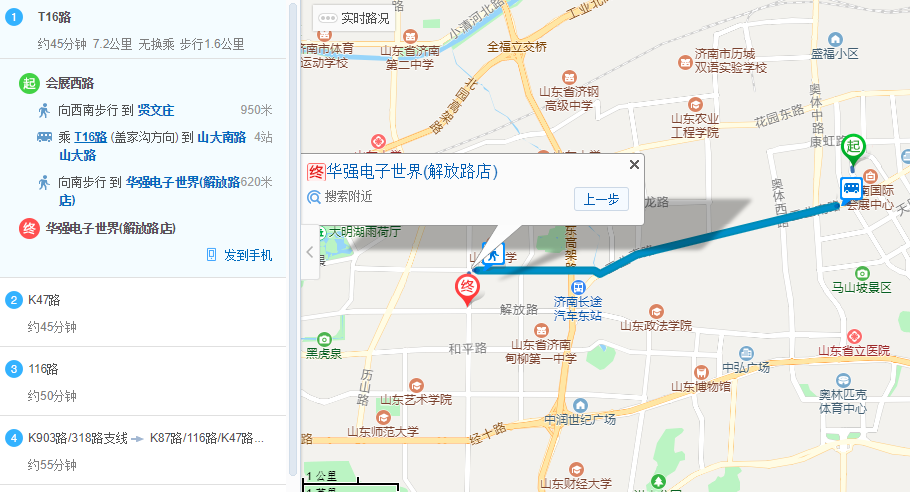 1 T16路
约45分钟 7.2公里 无换乘 步行1.6公里
起 会展西路
向西南步行 到 贤文庄 950米
乘 T16路 (盖家沟方向) 到 山大南路 4站
山大路
向南步行 到 华强电子世界(解放路 620米
店)
终 华强电子世界(解放路店)
发到手机
2 K47路
约45分钟
3 116路
约50分钟
4 K903路/318路支线 K87路/116路/K47路...
约55分钟
实时路况
小清河北路
济南市体育
运动学校
山东省济南
第二中学
全福立交桥
工业北路
济南市历城
双语实验学校
盛福小区
北园高架路
山东省济钢
高级中学
山东农业
工程学院
花园东路
奥体中路
康虹路
起
终 华强电子世界(解放路店)
搜索附近
上一步
龙路
奥体西路
国际
会展中心
大明湖雨荷厅
东高架路
终
济南长途
汽车东站
马山坡景区
解放路
山东政法学院
黑虎泉
山东省济南
甸柳第一中学
和平路
山东省立医院
中弘广场
历山路
山东博物馆
奥林匹克
体育中心
山东艺术学院
中润世纪广场
山东师范大学
经十路
山东财经大学
1 公里